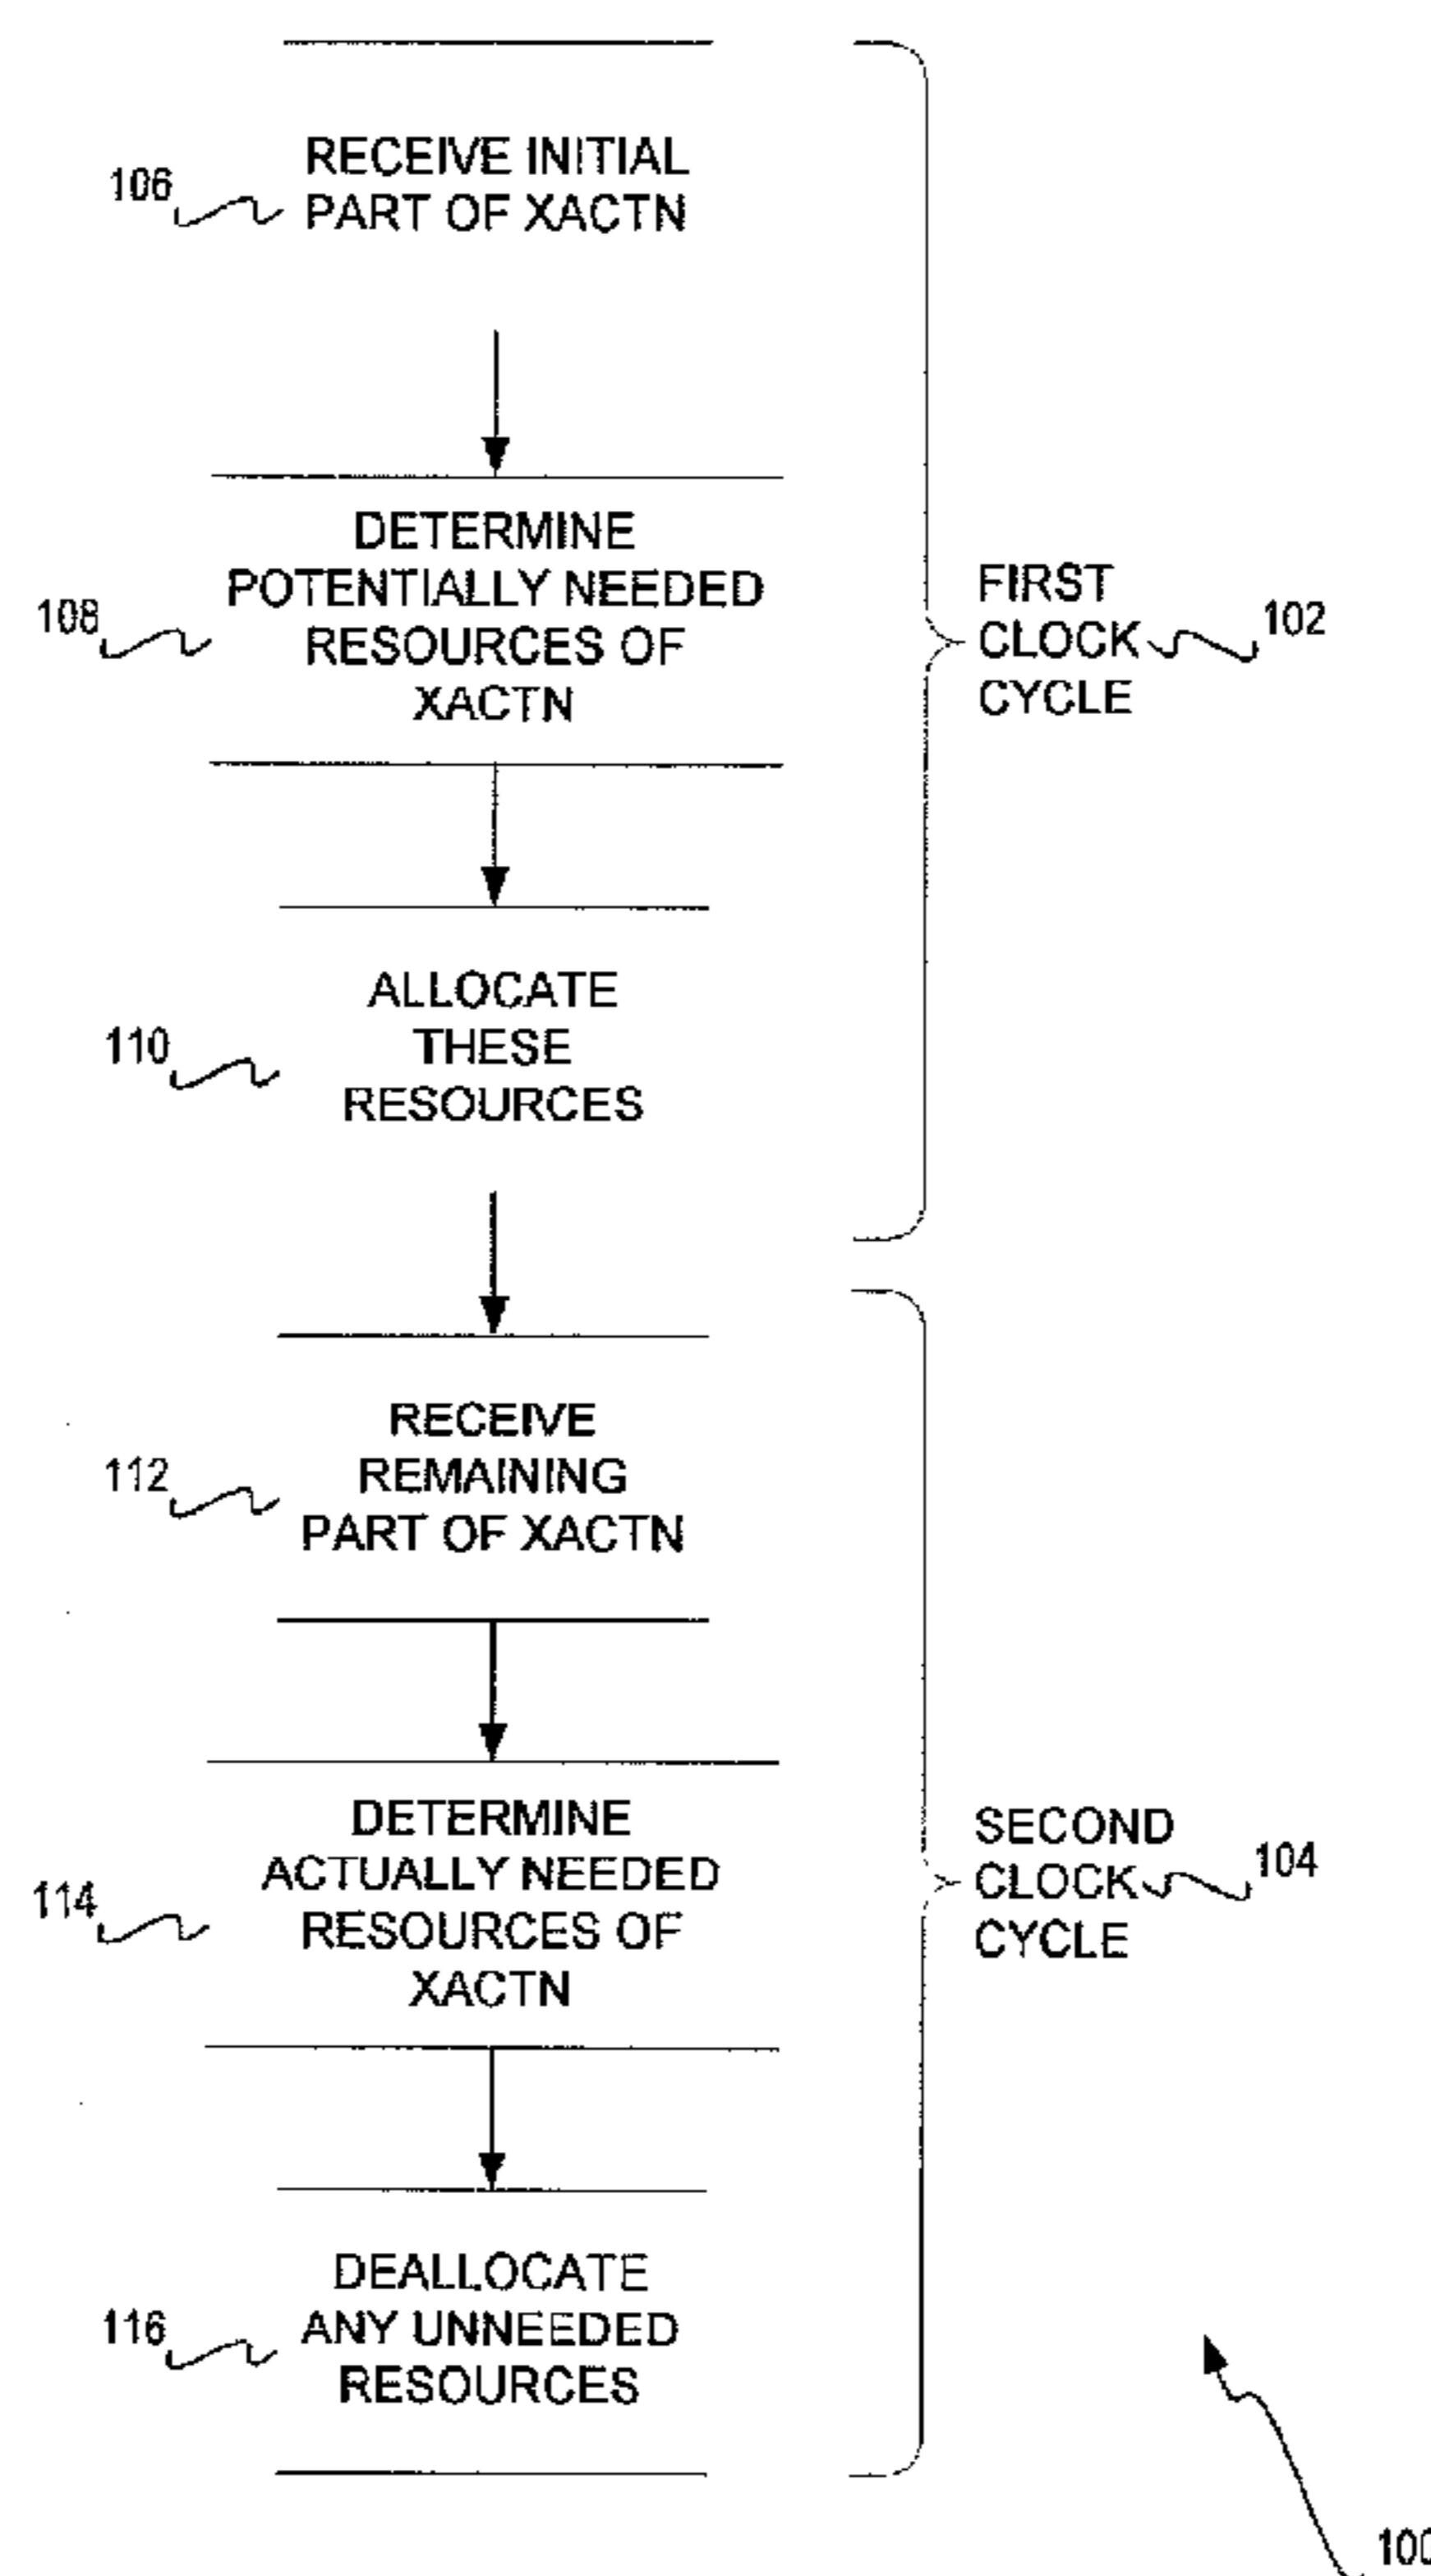 RECEIVE INITIAL
PART OF XACTN
106
DETERMINE
POTENTIALLY NEEDED
RESOURCES OF
XACTN
108
FIRST
CLOCK
CYCLE
102
ALLOCATE
THESE
RESOURCES
110
RECEIVE
REMAINING
PART OF XACTN
112
DETERMINE
ACTUALLY NEEDED
RESOURCES OF
XACTN
114
SECOND
CLOCK
CYCLE
104
DEALLOCATE
ANY UNNEEDED
RESOURCES
116
100